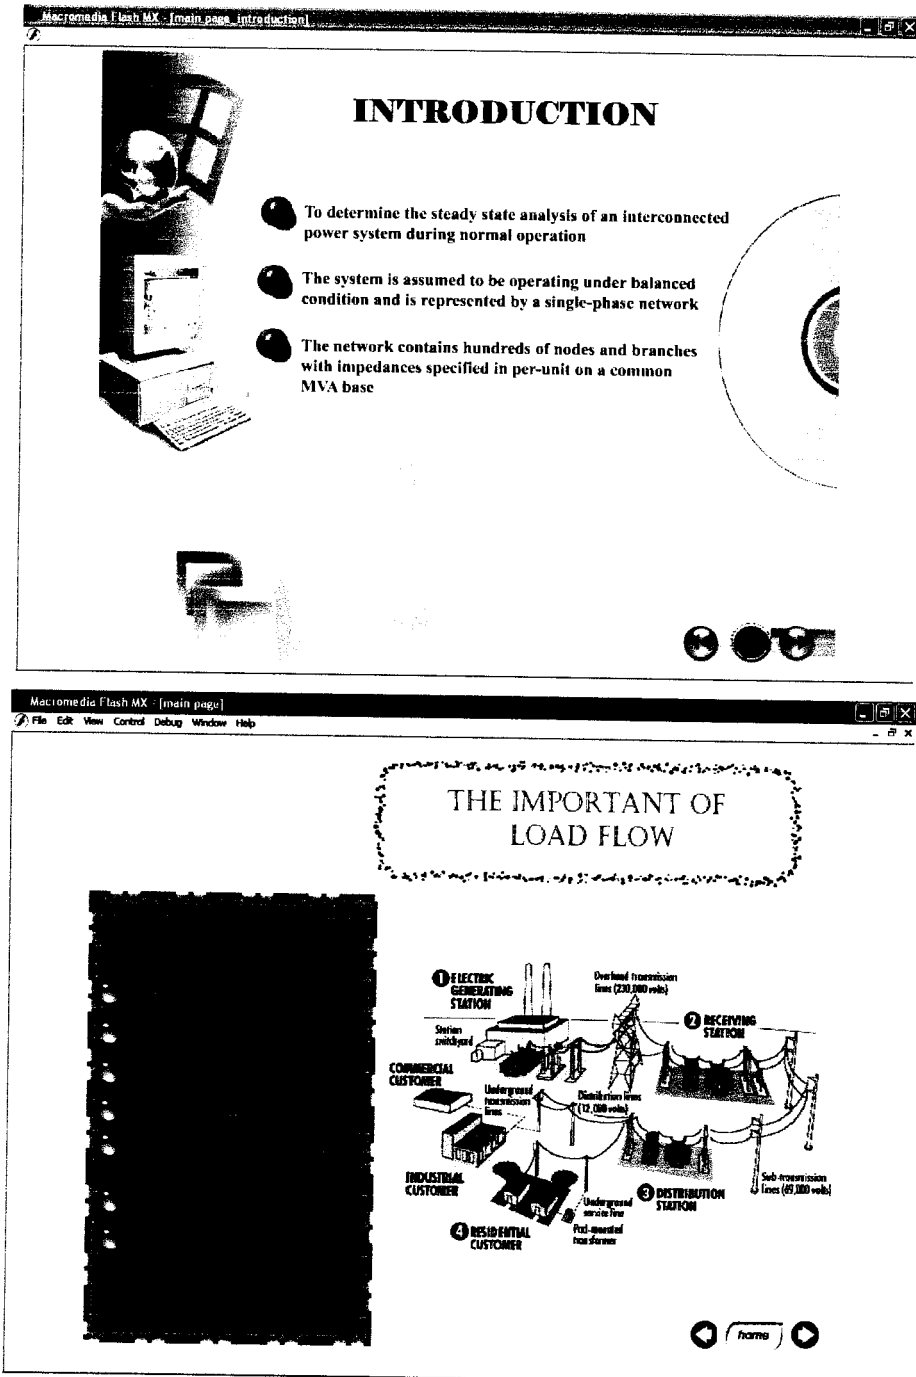 Macromedia Flash MX - [main page_introduction]
INTRODUCTION
To determine the steady state analysis of an interconnected
power system during normal operation
The system is assumed to be operating under balanced
condition and is represented by a single-phase network
The network contains hundreds of nodes and branches
with impedances specified in per-unit on a common
MVA base
Macromedia Flash MX - [main page]
File Edit View Control Debug Window Help
THE IMPORTANT OF
LOAD FLOW
1 ELECTRIC
GENERATING
STATION
Overhead transmission
lines (230,000 volts)
2 RECEIVING
STATION
Station
switchyard
COMMERCIAL
CUSTOMER
Underground
transmission
lines
Distribution lines
(12,000 volts)
INDUSTRIAL
CUSTOMER
Sub-transmission
lines (69,000 volts)
3 DISTRIBUTION
STATION
Underground
service line
4 RESIDENTIAL
CUSTOMER
Pad-mounted
transformer
home